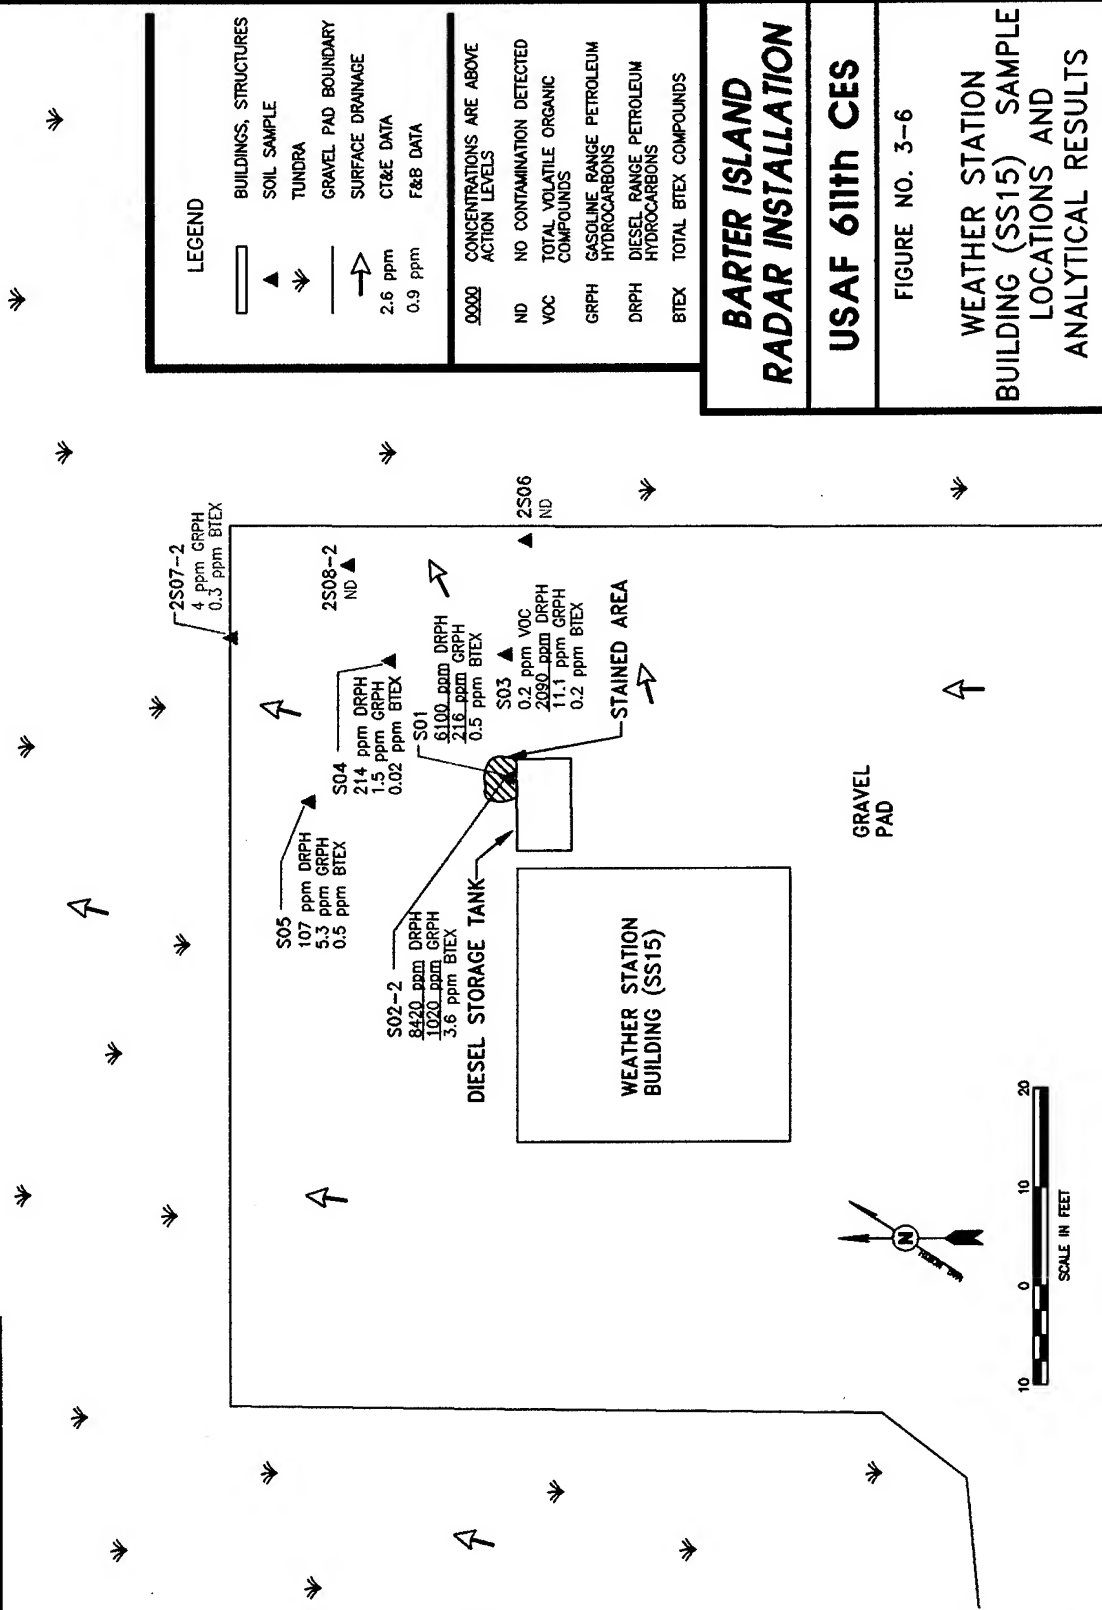 LEGEND
BUILDINGS, STRUCTURES
SOIL SAMPLE
TUNDRA
GRAVEL PAD BOUNDARY
SURFACE DRAINAGE
2.6 ppm CT&E DATA
0.9 ppm F&B DATA
0000 CONCENTRATIONS ARE ABOVE
ACTION LEVELS
ND NO CONTAMINATION DETECTED
VOC TOTAL VOLATILE ORGANIC
COMPOUNDS
GRPH GASOLINE RANGE PETROLEUM
HYDROCARBONS
DRPH DIESEL RANGE PETROLEUM
HYDROCARBONS
BTEX TOTAL BTEX COMPOUNDS
BARTER ISLAND
RADAR INSTALLATION
USAF 611th CES
FIGURE NO. 3-6
WEATHER STATION
BUILDING (SS15) SAMPLE
LOCATIONS AND
ANALYTICAL RESULTS
2S07-2
4 ppm GRPH
0.3 ppm BTEX
2S08-2
ND
2S06
ND
S04
214 ppm DRPH
1.5 ppm GRPH
0.02 ppm BTEX
S01
6100 ppm DRPH
216 ppm GRPH
0.5 ppm BTEX
S03
0.2 ppm VOC
2090 ppm DRPH
11.1 ppm GRPH
0.2 ppm BTEX
STAINED AREA
S05
107 ppm DRPH
5.3 ppm GRPH
0.5 ppm BTEX
S02-2
8420 ppm DRPH
1020 ppm GRPH
3.6 ppm BTEX
DIESEL STORAGE TANK
WEATHER STATION
BUILDING (SS15)
GRAVEL
PAD
N
10 0 10 20
SCALE IN FEET